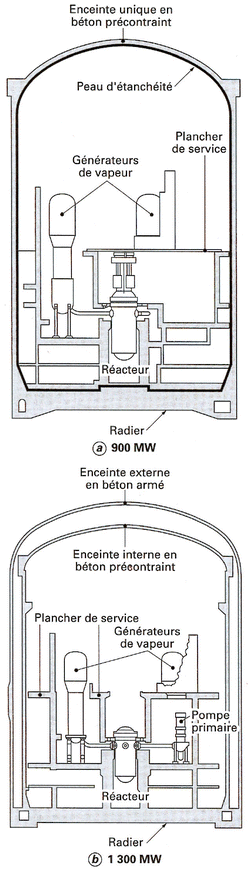 Enceinte unique en
béton précontraint
Peau d'étanchéité
Plancher
de service
Générateurs
de vapeur
Réacteur
Radier
a 900 MW
Enceinte externe
en béton armé
Enceinte interne en
béton précontraint
Plancher de service
Générateurs
de vapeur
Pompe
primaire
Réacteur
Radier
b 1 300 MW